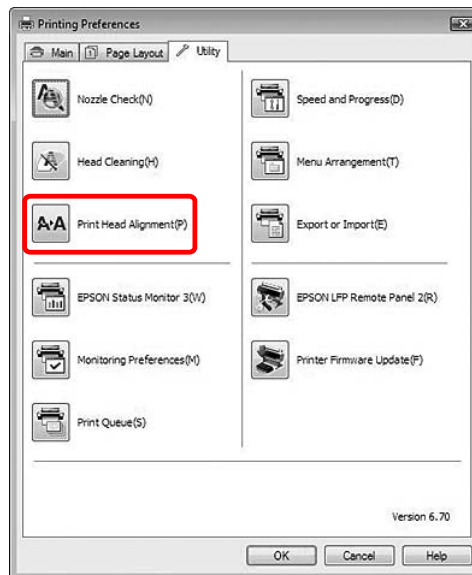 Printing Preferences
Main
Page Layout
Utility
Nozzle Check(N)
Speed and Progress(D)
Head Cleaning(H)
Menu Arrangement(T)
A▸A
Print Head Alignment(P)
Export or Import(E)
EPSON Status Monitor 3(W)
EPSON LFP Remote Panel 2(R)
Monitoring Preferences(M)
Printer Firmware Update(F)
Print Queue(S)
Version 6.70
OK
Cancel
Help